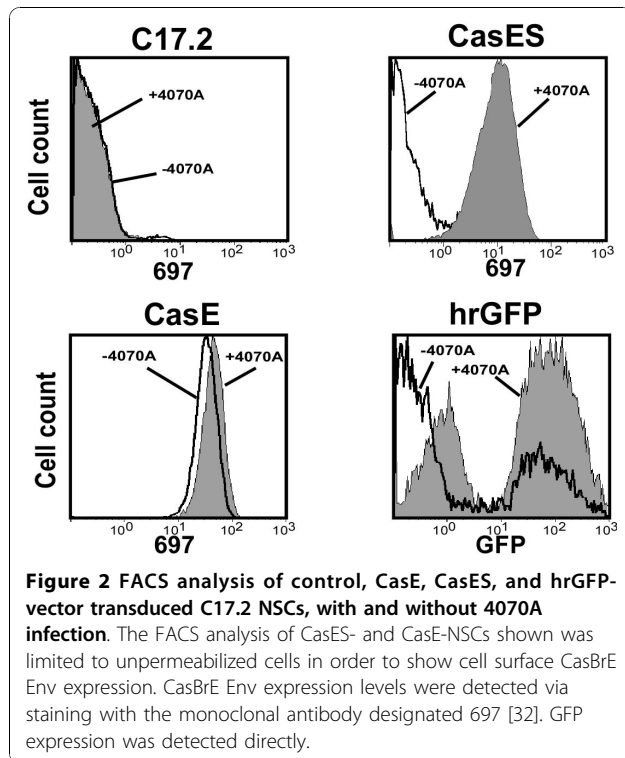 C17.2
CasES
Cell count
+4070A
-4070A
10⁰ 10¹ 10² 10³
697
-4070A
+4070A
10⁰ 10¹ 10² 10³
697
CasE
hrGFP
Cell count
-4070A
+4070A
10⁰ 10¹ 10² 10³
697
-4070A
+4070A
10⁰ 10¹ 10² 10³
GFP
Figure 2 FACS analysis of control, CasE, CasES, and hrGFP-
vector transduced C17.2 NSCs, with and without 4070A
infection. The FACS analysis of CasES- and CasE-NSCs shown was
limited to unpermeabilized cells in order to show cell surface CasBrE
Env expression. CasBrE Env expression levels were detected via
staining with the monoclonal antibody designated 697 [32]. GFP
expression was detected directly.